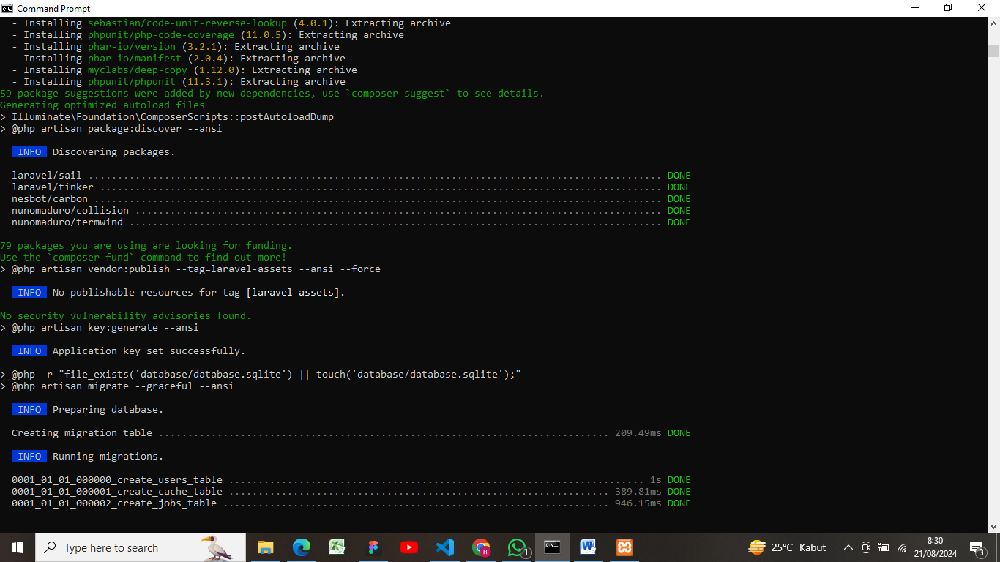 Command Prompt
- Installing sebastian/code-unit-reverse-lookup (4.0.1): Extracting archive
- Installing phpunit/php-code-coverage (11.0.5): Extracting archive
- Installing phar-io/version (3.2.1): Extracting archive
- Installing phar-io/manifest (2.0.4): Extracting archive
- Installing myclabs/deep-copy (1.12.0): Extracting archive
- Installing phpunit/phpunit (11.3.1): Extracting archive
59 package suggestions were added by new dependencies, use `composer suggest` to see details.
Generating optimized autoload files
> Illuminate\Foundation\ComposerScripts::postAutoloadDump
> @php artisan package:discover --ansi
INFO Discovering packages.
laravel/sail .................................................................................................. DONE
laravel/tinker ................................................................................................ DONE
nesbot/carbon ................................................................................................. DONE
nunomaduro/collision .......................................................................................... DONE
nunomaduro/termwind ........................................................................................... DONE
79 packages you are using are looking for funding.
Use the `composer fund` command to find out more!
> @php artisan vendor:publish --tag=laravel-assets --ansi --force
INFO No publishable resources for tag [laravel-assets].
No security vulnerability advisories found.
> @php artisan key:generate --ansi
INFO Application key set successfully.
> @php -r "file_exists('database/database.sqlite') || touch('database/database.sqlite');"
> @php artisan migrate --graceful --ansi
INFO Preparing database.
Creating migration table ............................................................................. 209.49ms DONE
INFO Running migrations.
0001_01_01_000000_create_users_table ....................................................................... 1s DONE
0001_01_01_000001_create_cache_table ................................................................. 389.81ms DONE
0001_01_01_000002_create_jobs_table .................................................................. 946.15ms DONE
Type here to search
R
1
25°C Kabut
8:30
21/08/2024
3